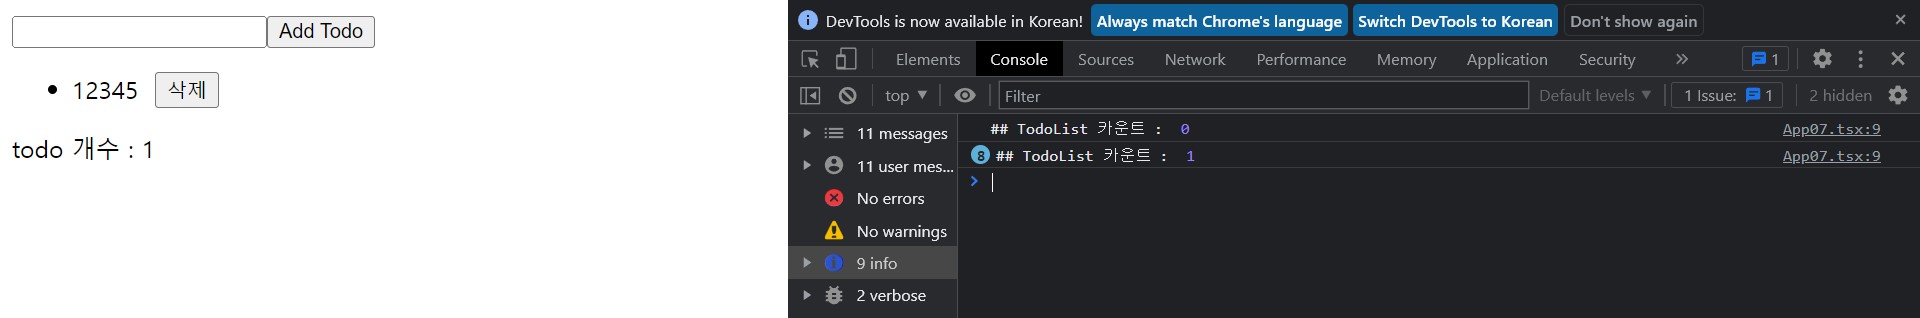 Add Todo
12345 삭제
todo 개수 : 1
DevTools is now available in Korean! Always match Chrome's language Switch DevTools to Korean Don't show again ×
Elements Console Sources Network Performance Memory Application Security » 1
top ▼ Filter Default levels ▼ 1 Issue: 1 2 hidden
11 messages
11 user mes...
No errors
No warnings
9 info
2 verbose
## TodoList 카운트 : 0 App07.tsx:9
8 ## TodoList 카운트 : 1 App07.tsx:9
>